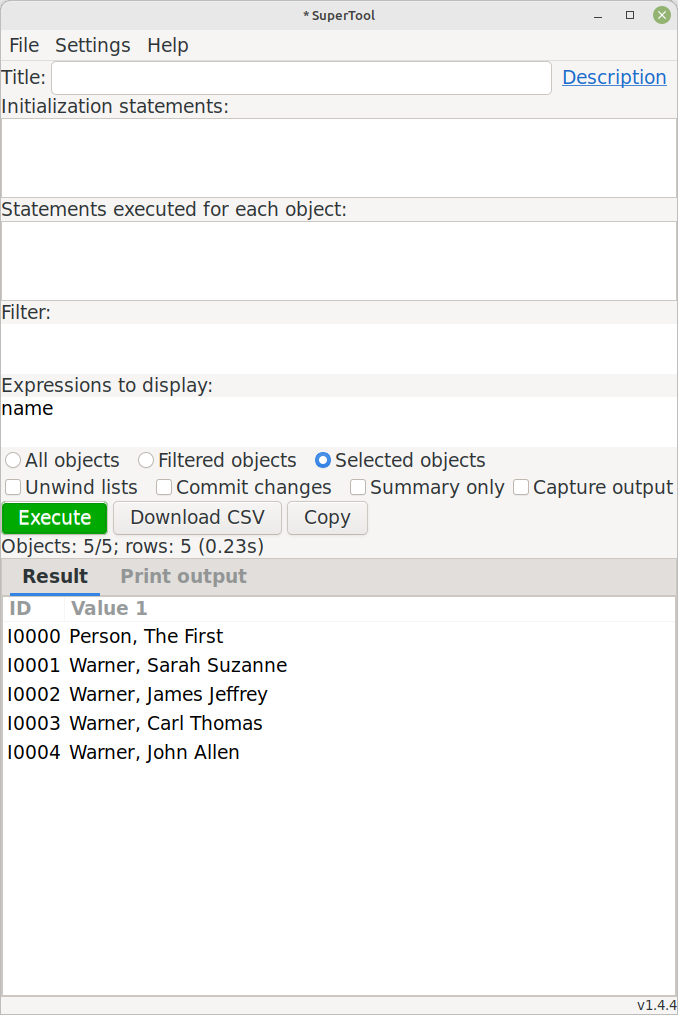 * SuperTool
File Settings Help
Title: Description
Initialization statements:
Statements executed for each object:
Filter:
Expressions to display:
name
All objects Filtered objects Selected objects
Unwind lists Commit changes Summary only Capture output
Execute Download CSV Copy
Objects: 5/5; rows: 5 (0.23s)
Result Print output
ID Value 1
I0000 Person, The First
I0001 Warner, Sarah Suzanne
I0002 Warner, James Jeffrey
I0003 Warner, Carl Thomas
I0004 Warner, John Allen
v1.4.4